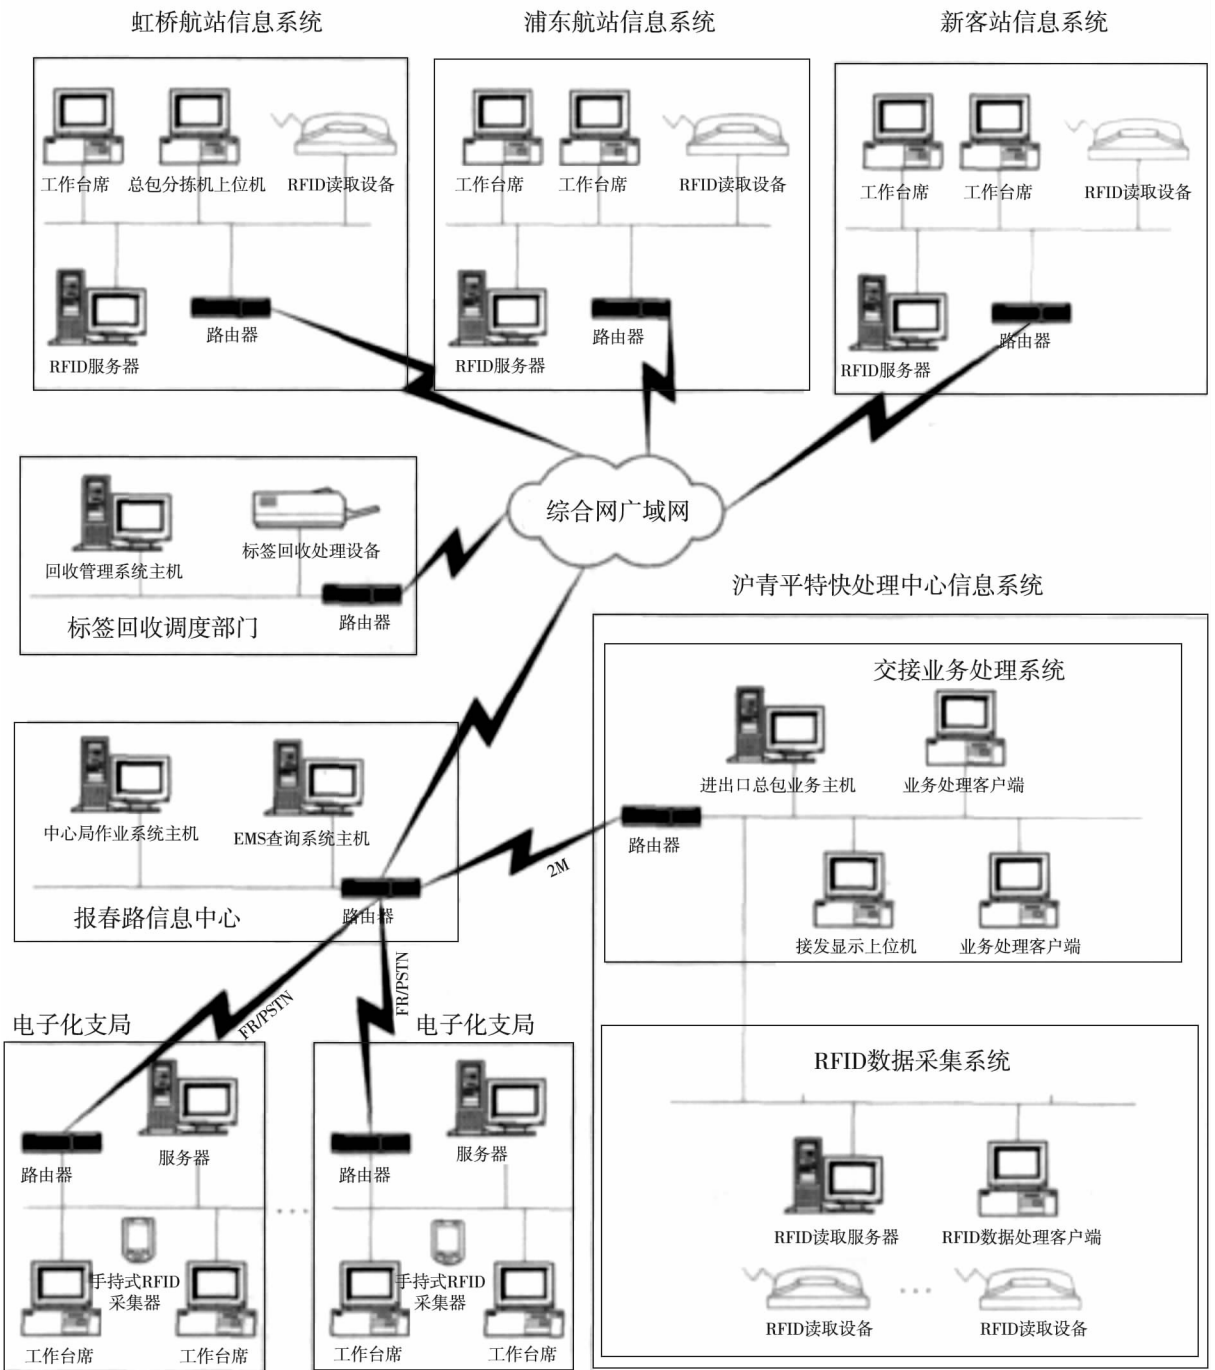 虹桥航站信息系统
浦东航站信息系统
新客站信息系统
工作台席
总包分拣机上位机
RFID读取设备
工作台席
工作台席
RFID读取设备
工作台席
工作台席
RFID读取设备
RFID服务器
路由器
RFID服务器
路由器
RFID服务器
路由器
综合网广域网
回收管理系统主机
标签回收处理设备
路由器
标签回收调度部门
沪青平特快处理中心信息系统
交接业务处理系统
进出口总包业务主机
业务处理客户端
路由器
接发显示上位机
业务处理客户端
中心局作业系统主机
EMS查询系统主机
路由器
报春路信息中心
2M
FR/PSTN
FR/PSTN
电子化支局
电子化支局
路由器
服务器
路由器
服务器
...
手持式RFID
采集器
手持式RFID
采集器
工作台席
工作台席
工作台席
工作台席
RFID数据采集系统
RFID读取服务器
RFID数据处理客户端
...
RFID读取设备
RFID读取设备